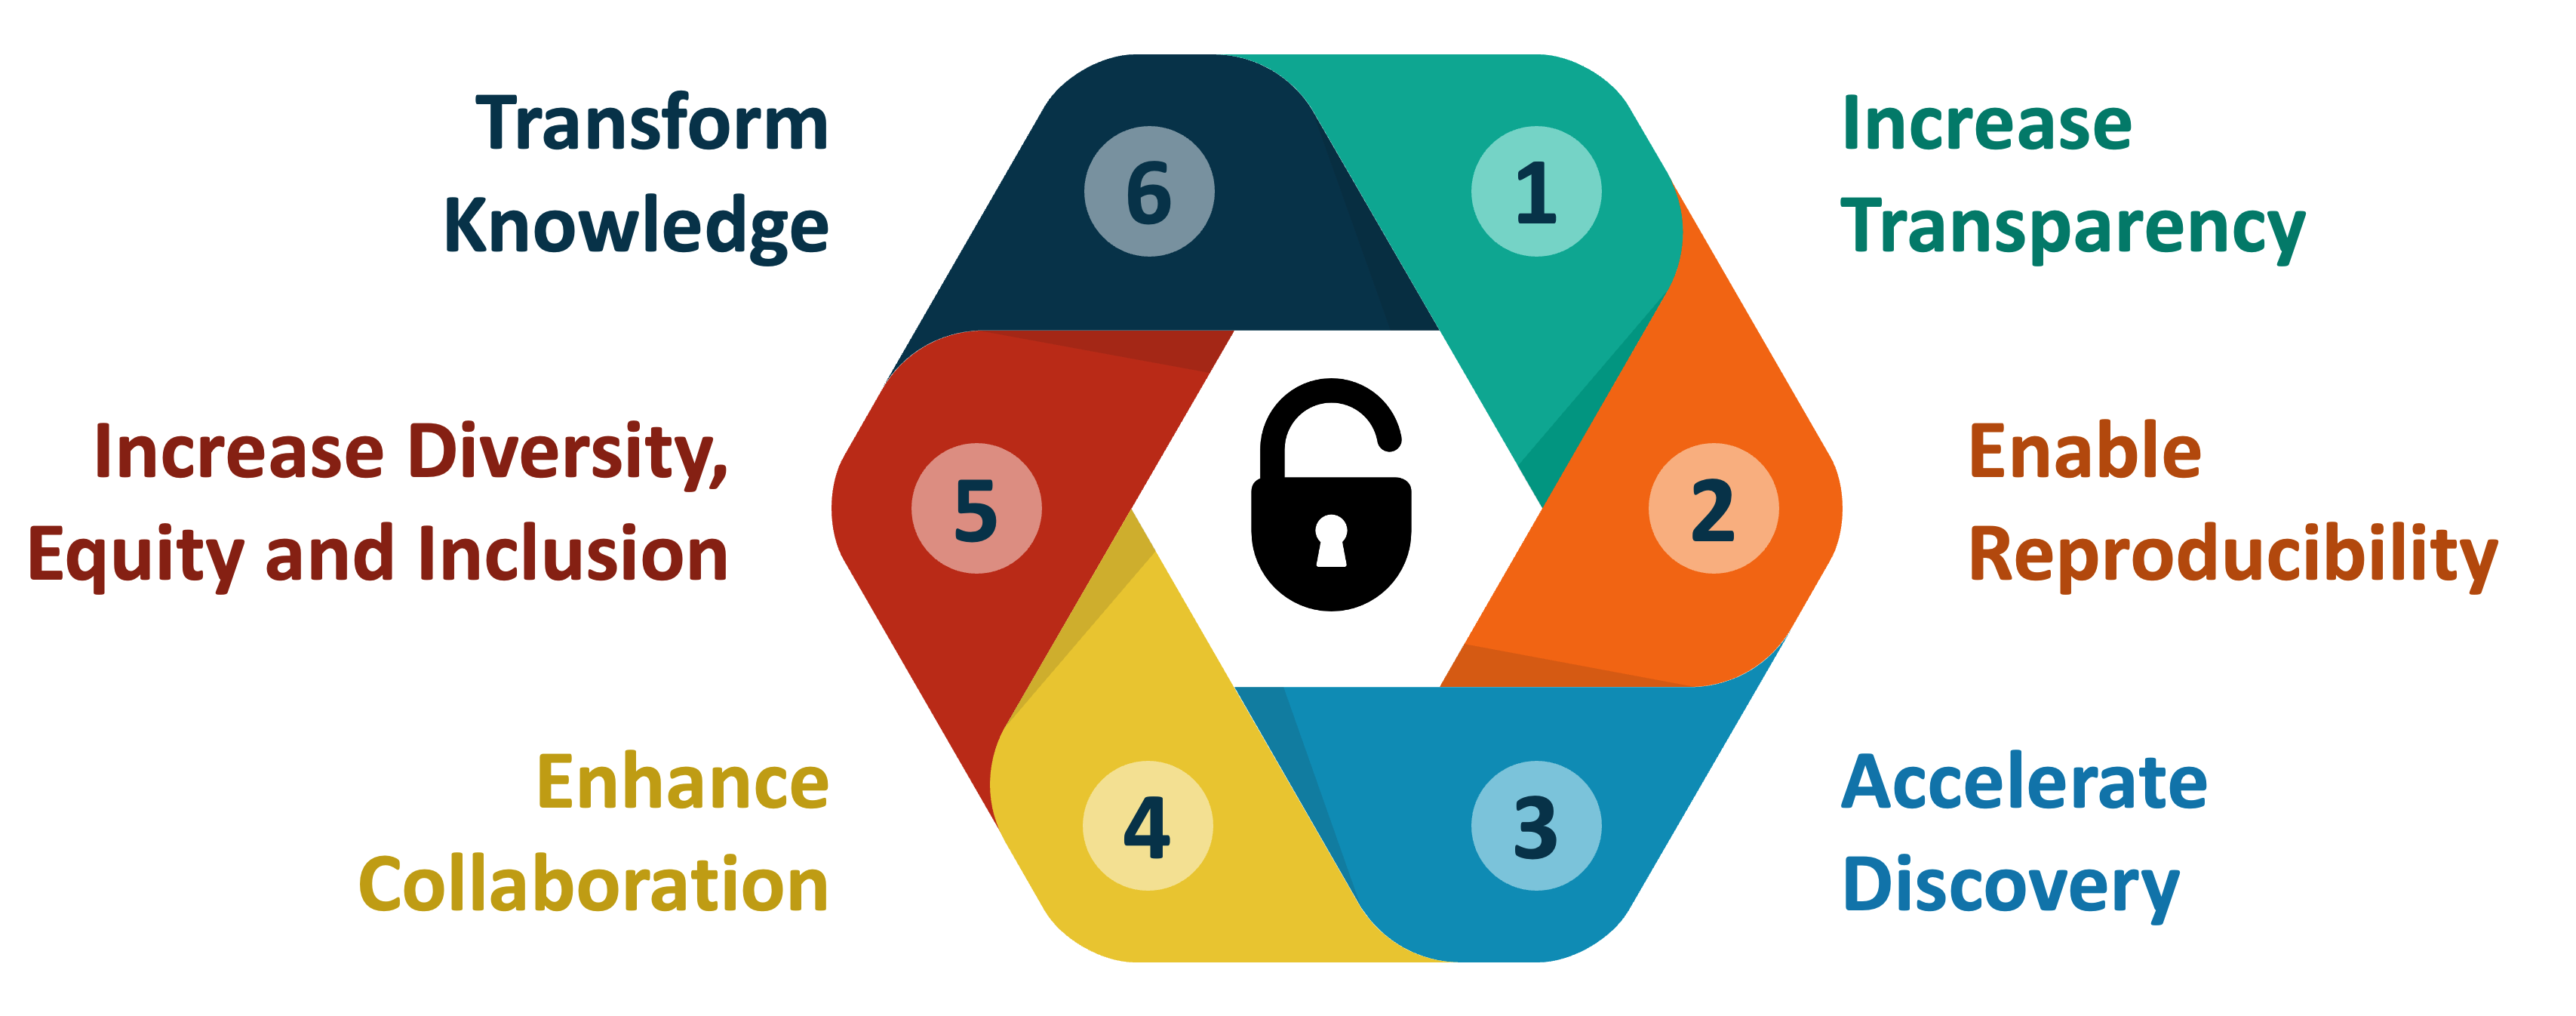 1
Increase
Transparency
2
Enable
Reproducibility
3
Accelerate
Discovery
4
Enhance
Collaboration
5
Increase Diversity,
Equity and Inclusion
6
Transform
Knowledge